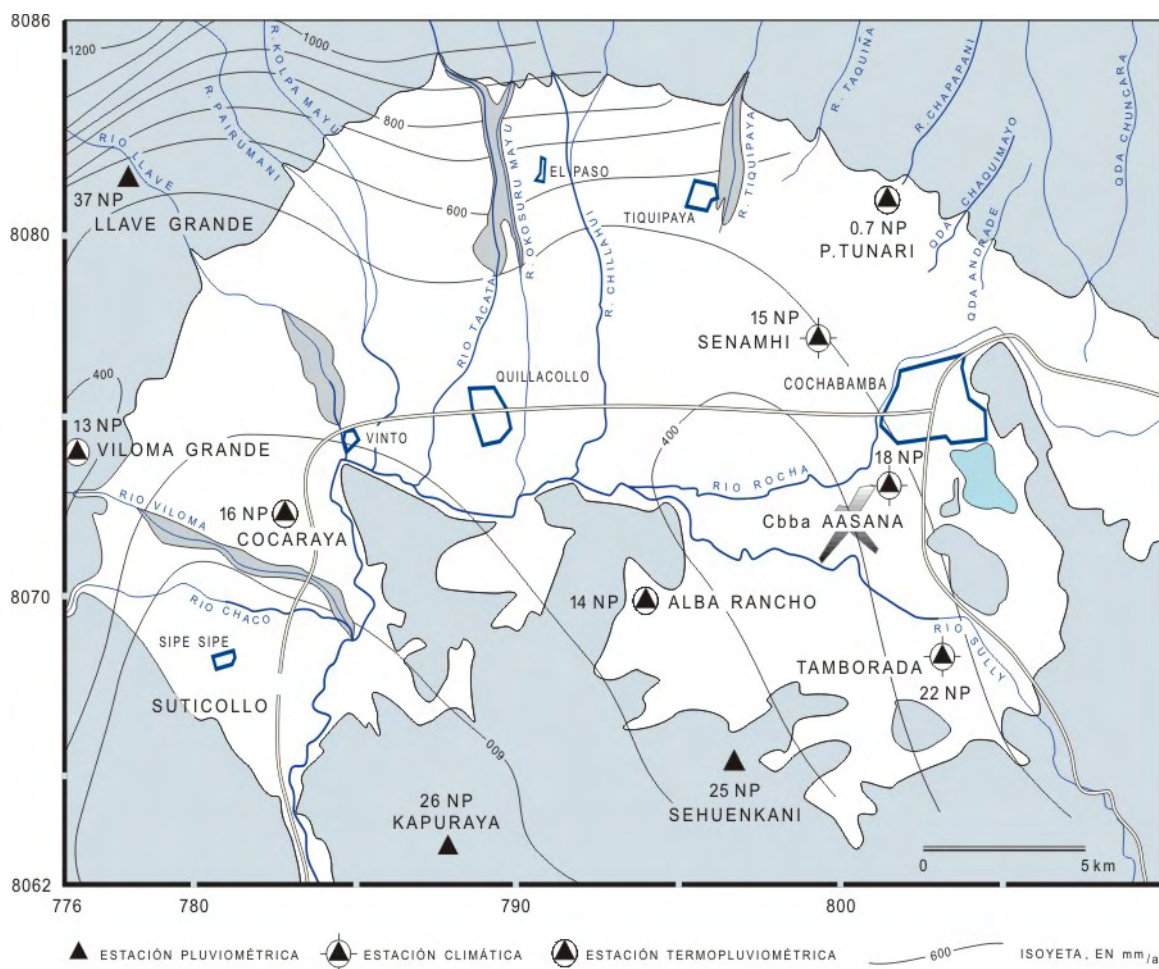 8086
1200
R. KOLPA MAYU
1000
R. PAIRUMANI
RIO LLAVE
800
R. OKOSURU MAYU
EL PASO
R. TAQUIÑA
R. CHAPAPANI
QDA CHUNCARA
R. TIQUIPAYA
QDA CHAQUIMAYO
37 NP
LLAVE GRANDE
600
TIQUIPAYA
0.7 NP
P. TUNARI
8080
R. CHILLAHUI
QDA ANDRADE
RIO TACATA
15 NP
SENAMHI
400
QUILLACOLLO
COCHABAMBA
13 NP
VILOMA GRANDE
VINTO
400
18 NP
RIO ROCHA
RIO VILOMA
16 NP
COCARAYA
Cbba AASANA
8070
RIO CHACO
14 NP
ALBA RANCHO
SIPE SIPE
RIO SULLY
TAMBORADA
22 NP
SUTICOLLO
600
26 NP
KAPURAYA
25 NP
SEHUENKANI
0 5 km
8062
776 780 790 800
ESTACIÓN PLUVIOMÉTRICA ESTACIÓN CLIMÁTICA ESTACIÓN TERMOPLUVIOMÉTRICA 600 ISOYETA, EN mm/a